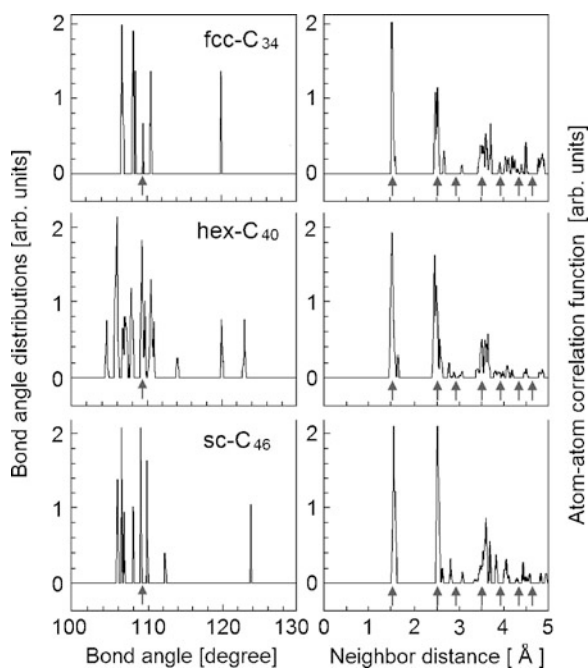 Bond angle distributions [arb. units]
Atom-atom correlation function [arb. units]
fcc-C34
2
1
0
2
1
0
hex-C40
2
1
0
2
1
0
sc-C46
2
1
0
2
1
0
100 110 120 130
0 1 2 3 4 5
Bond angle [degree]
Neighbor distance [ Å ]